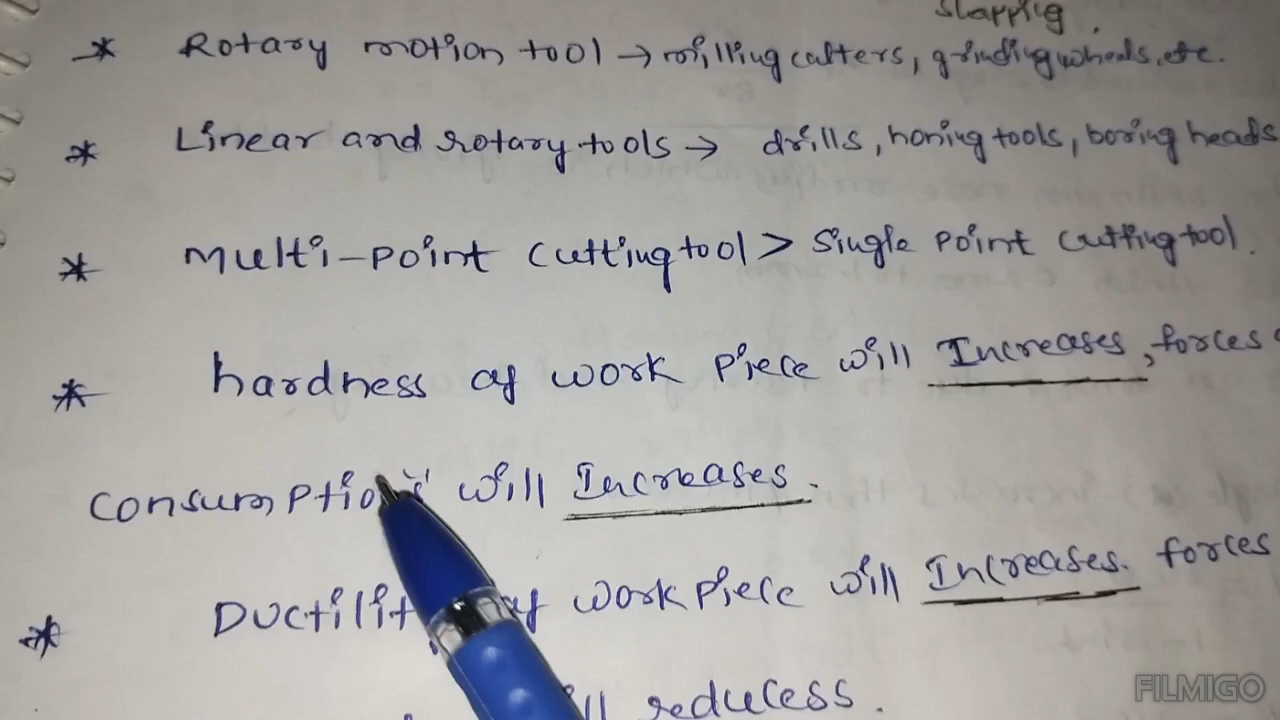 slapping.
* Rotary motion tool → milling cutters, grinding wheels, etc.
* Linear and rotary tools → drills, honing tools, boring heads
* Multi-point cutting tool > Single point cutting tool.
* hardness of work piece will Increases, forces
Consumption will Increases.
* Ductility of work piece will Increases. forces
will reducess.
FILMIGO